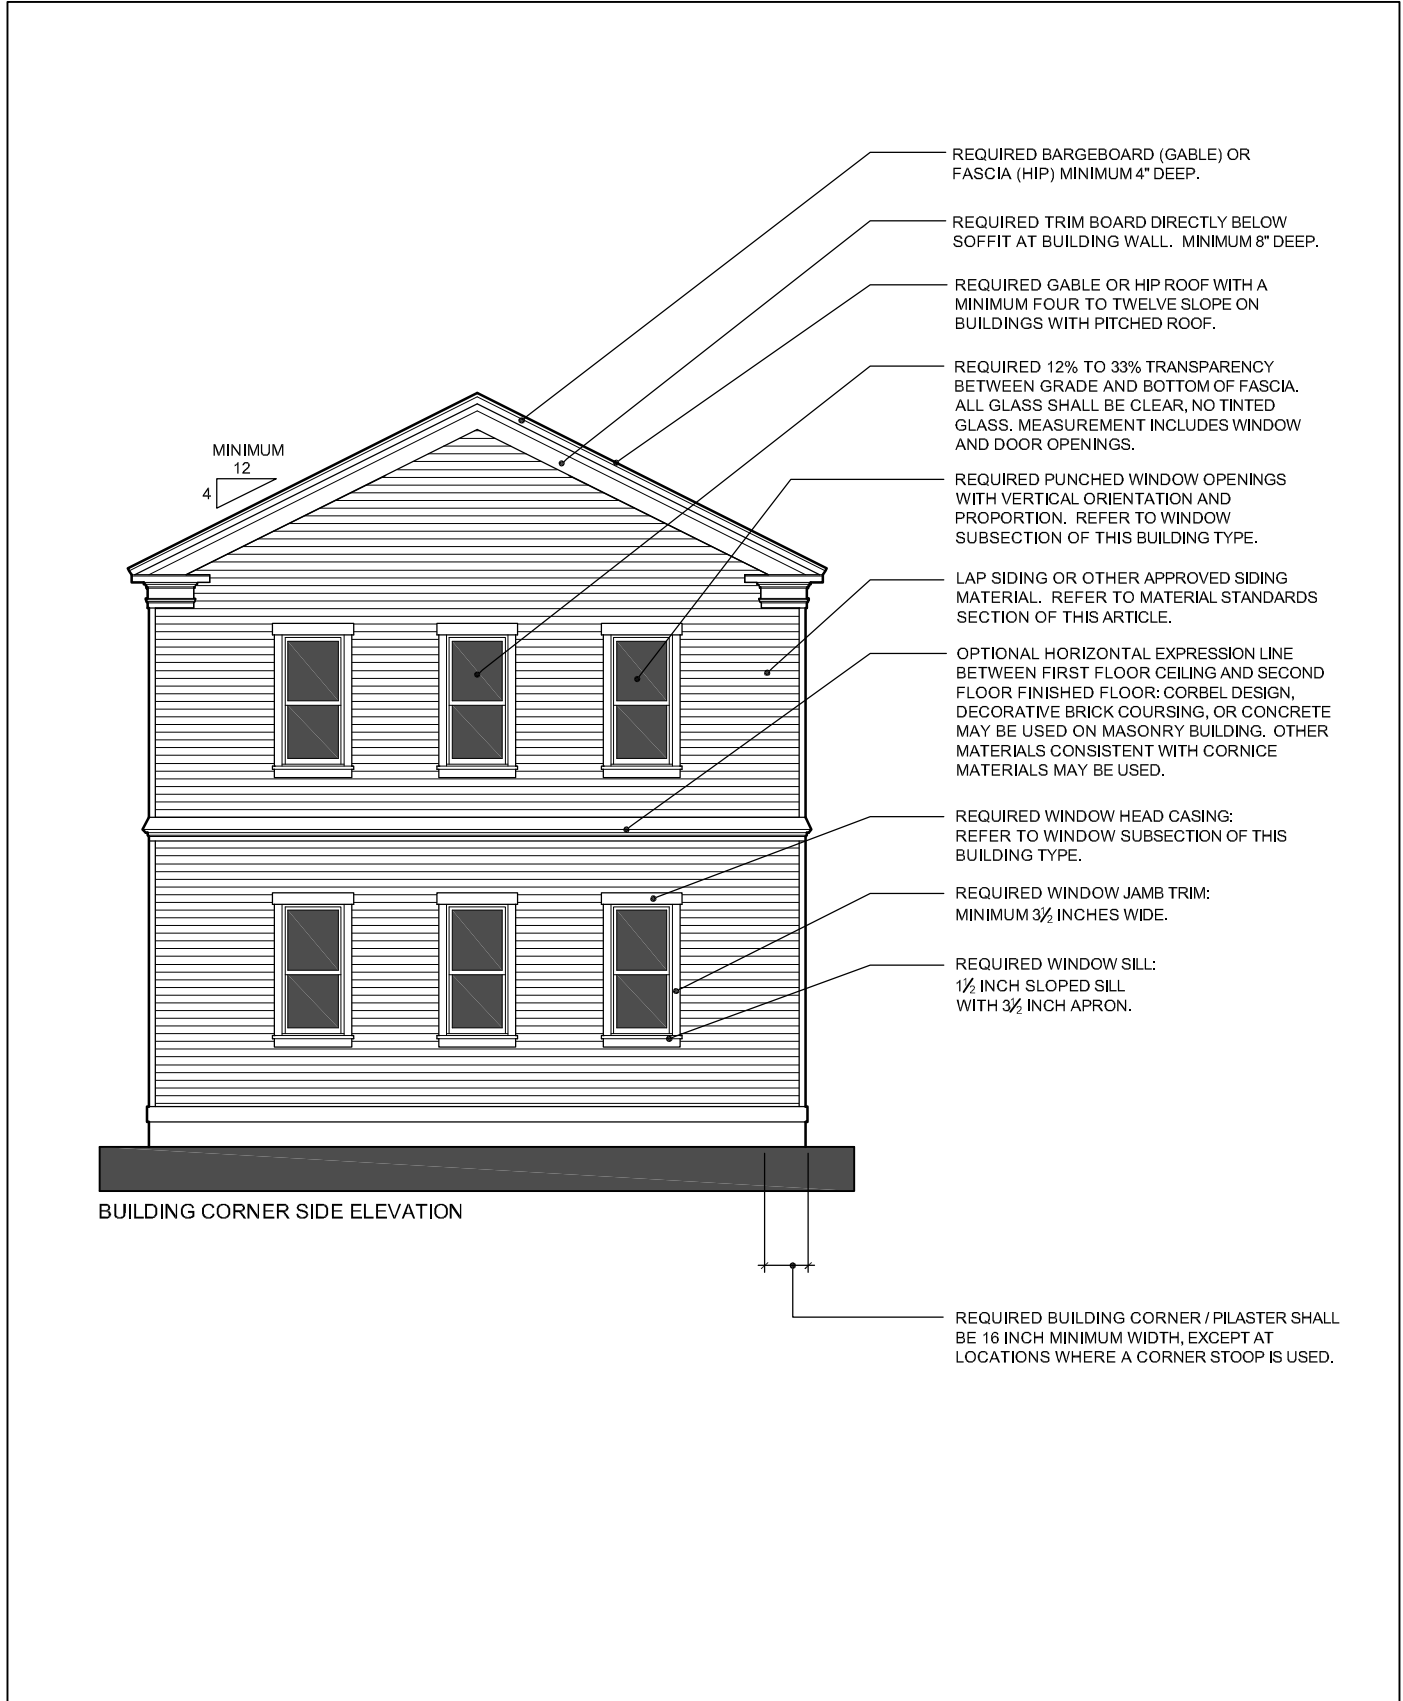 REQUIRED BARGEBOARD (GABLE) OR
FASCIA (HIP) MINIMUM 4" DEEP.
REQUIRED TRIM BOARD DIRECTLY BELOW
SOFFIT AT BUILDING WALL. MINIMUM 8" DEEP.
REQUIRED GABLE OR HIP ROOF WITH A
MINIMUM FOUR TO TWELVE SLOPE ON
BUILDINGS WITH PITCHED ROOF.
REQUIRED 12% TO 33% TRANSPARENCY
BETWEEN GRADE AND BOTTOM OF FASCIA.
ALL GLASS SHALL BE CLEAR, NO TINTED
GLASS. MEASUREMENT INCLUDES WINDOW
AND DOOR OPENINGS.
MINIMUM
12
4
REQUIRED PUNCHED WINDOW OPENINGS
WITH VERTICAL ORIENTATION AND
PROPORTION. REFER TO WINDOW
SUBSECTION OF THIS BUILDING TYPE.
LAP SIDING OR OTHER APPROVED SIDING
MATERIAL. REFER TO MATERIAL STANDARDS
SECTION OF THIS ARTICLE.
OPTIONAL HORIZONTAL EXPRESSION LINE
BETWEEN FIRST FLOOR CEILING AND SECOND
FLOOR FINISHED FLOOR: CORBEL DESIGN,
DECORATIVE BRICK COURSING, OR CONCRETE
MAY BE USED ON MASONRY BUILDING. OTHER
MATERIALS CONSISTENT WITH CORNICE
MATERIALS MAY BE USED.
REQUIRED WINDOW HEAD CASING:
REFER TO WINDOW SUBSECTION OF THIS
BUILDING TYPE.
REQUIRED WINDOW JAMB TRIM:
MINIMUM 3½ INCHES WIDE.
REQUIRED WINDOW SILL:
1½ INCH SLOPED SILL
WITH 3½ INCH APRON.
BUILDING CORNER SIDE ELEVATION
REQUIRED BUILDING CORNER / PILASTER SHALL
BE 16 INCH MINIMUM WIDTH, EXCEPT AT
LOCATIONS WHERE A CORNER STOOP IS USED.